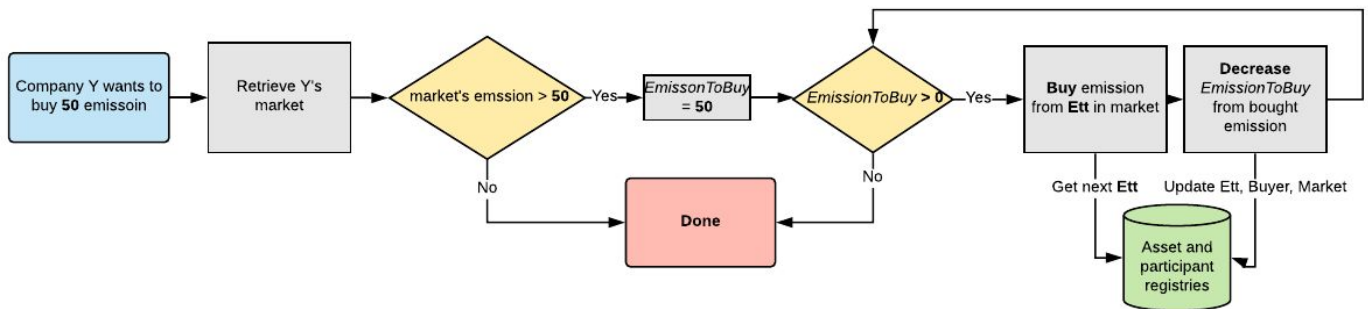 Company Y wants to
buy 50 emissoin
Retrieve Y's
market
market's emssion > 50
Yes
EmissonToBuy
= 50
EmissionToBuy > 0
Yes
Buy emission
from Ett in market
Decrease
EmissionToBuy
from bought
emission
No
No
Done
Get next Ett
Update Ett, Buyer, Market
Asset and
participant
registries